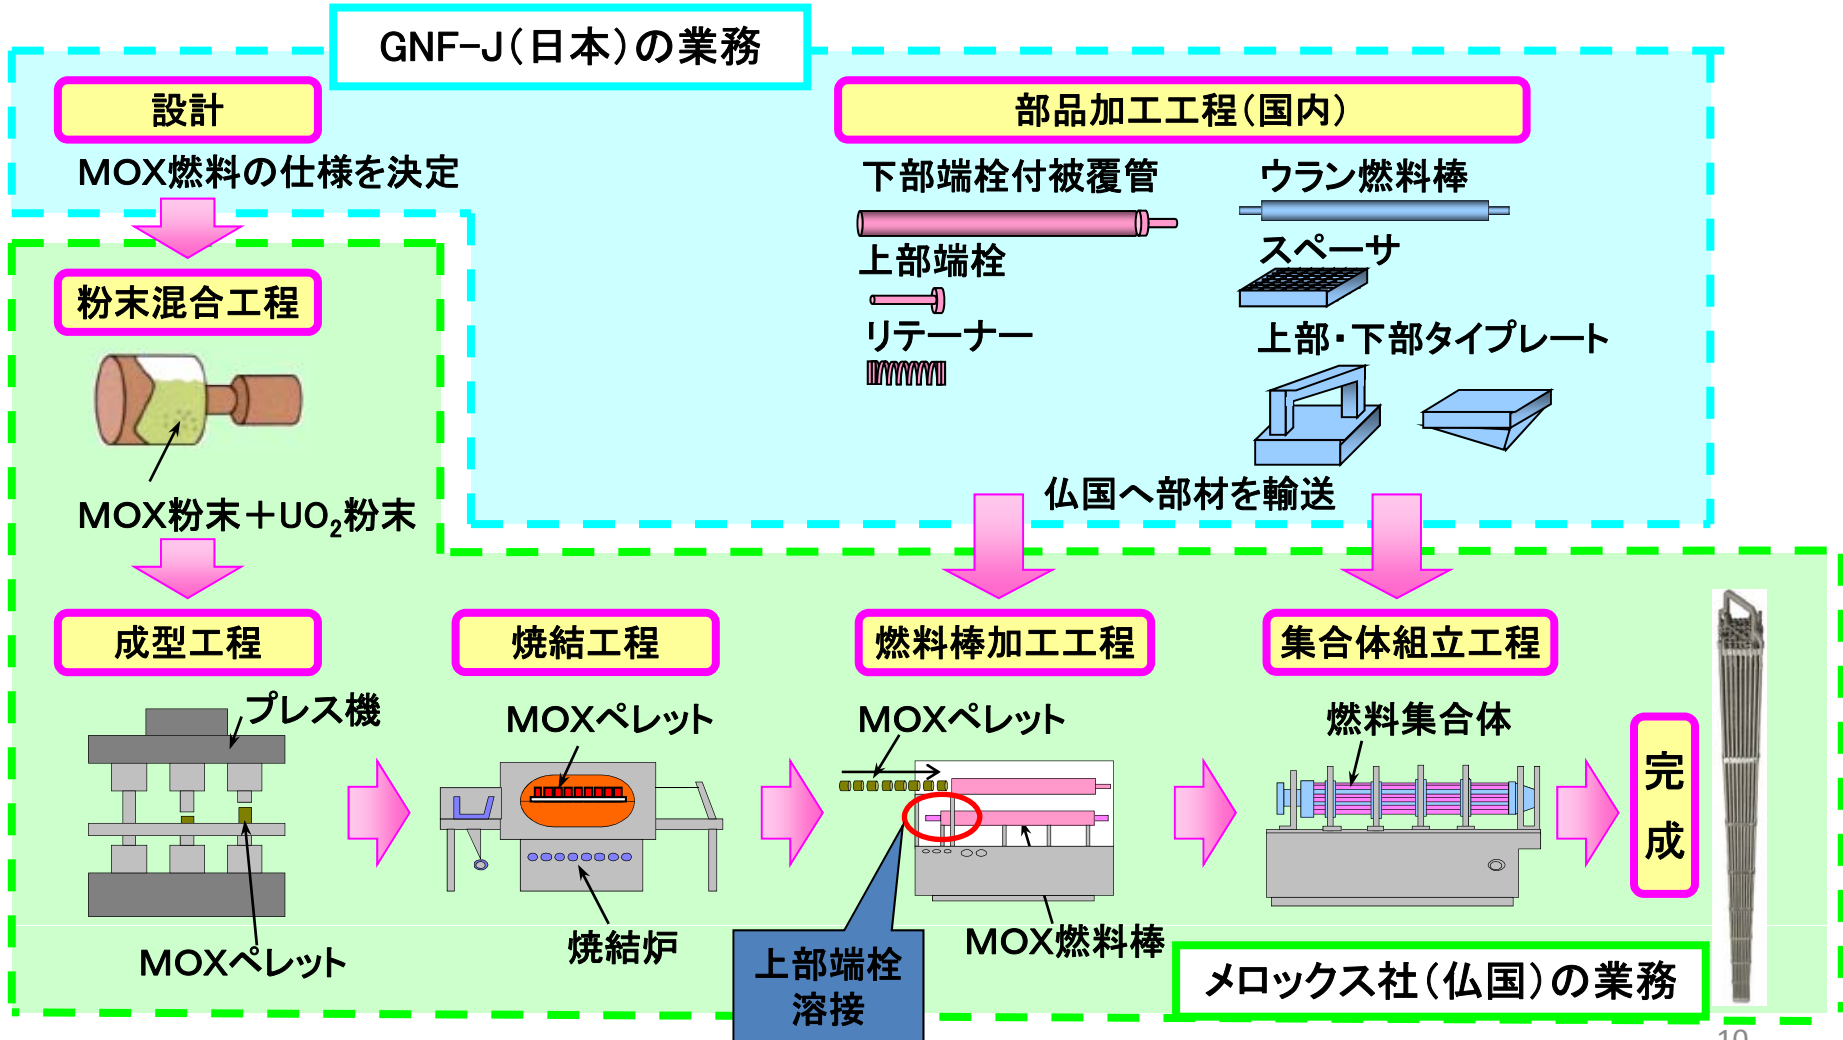 GNF-J(日本)の業務
設計
MOX燃料の仕様を決定
部品加工工程(国内)
下部端栓付被覆管
ウラン燃料棒
上部端栓
スペーサ
リテーナー
上部・下部タイプレート
仏国へ部材を輸送
粉末混合工程
MOX粉末+UO₂粉末
成型工程
プレス機
MOXペレット
焼結工程
MOXペレット
焼結炉
燃料棒加工工程
MOXペレット
MOX燃料棒
上部端栓
溶接
集合体組立工程
燃料集合体
完
成
メロックス社(仏国)の業務
10